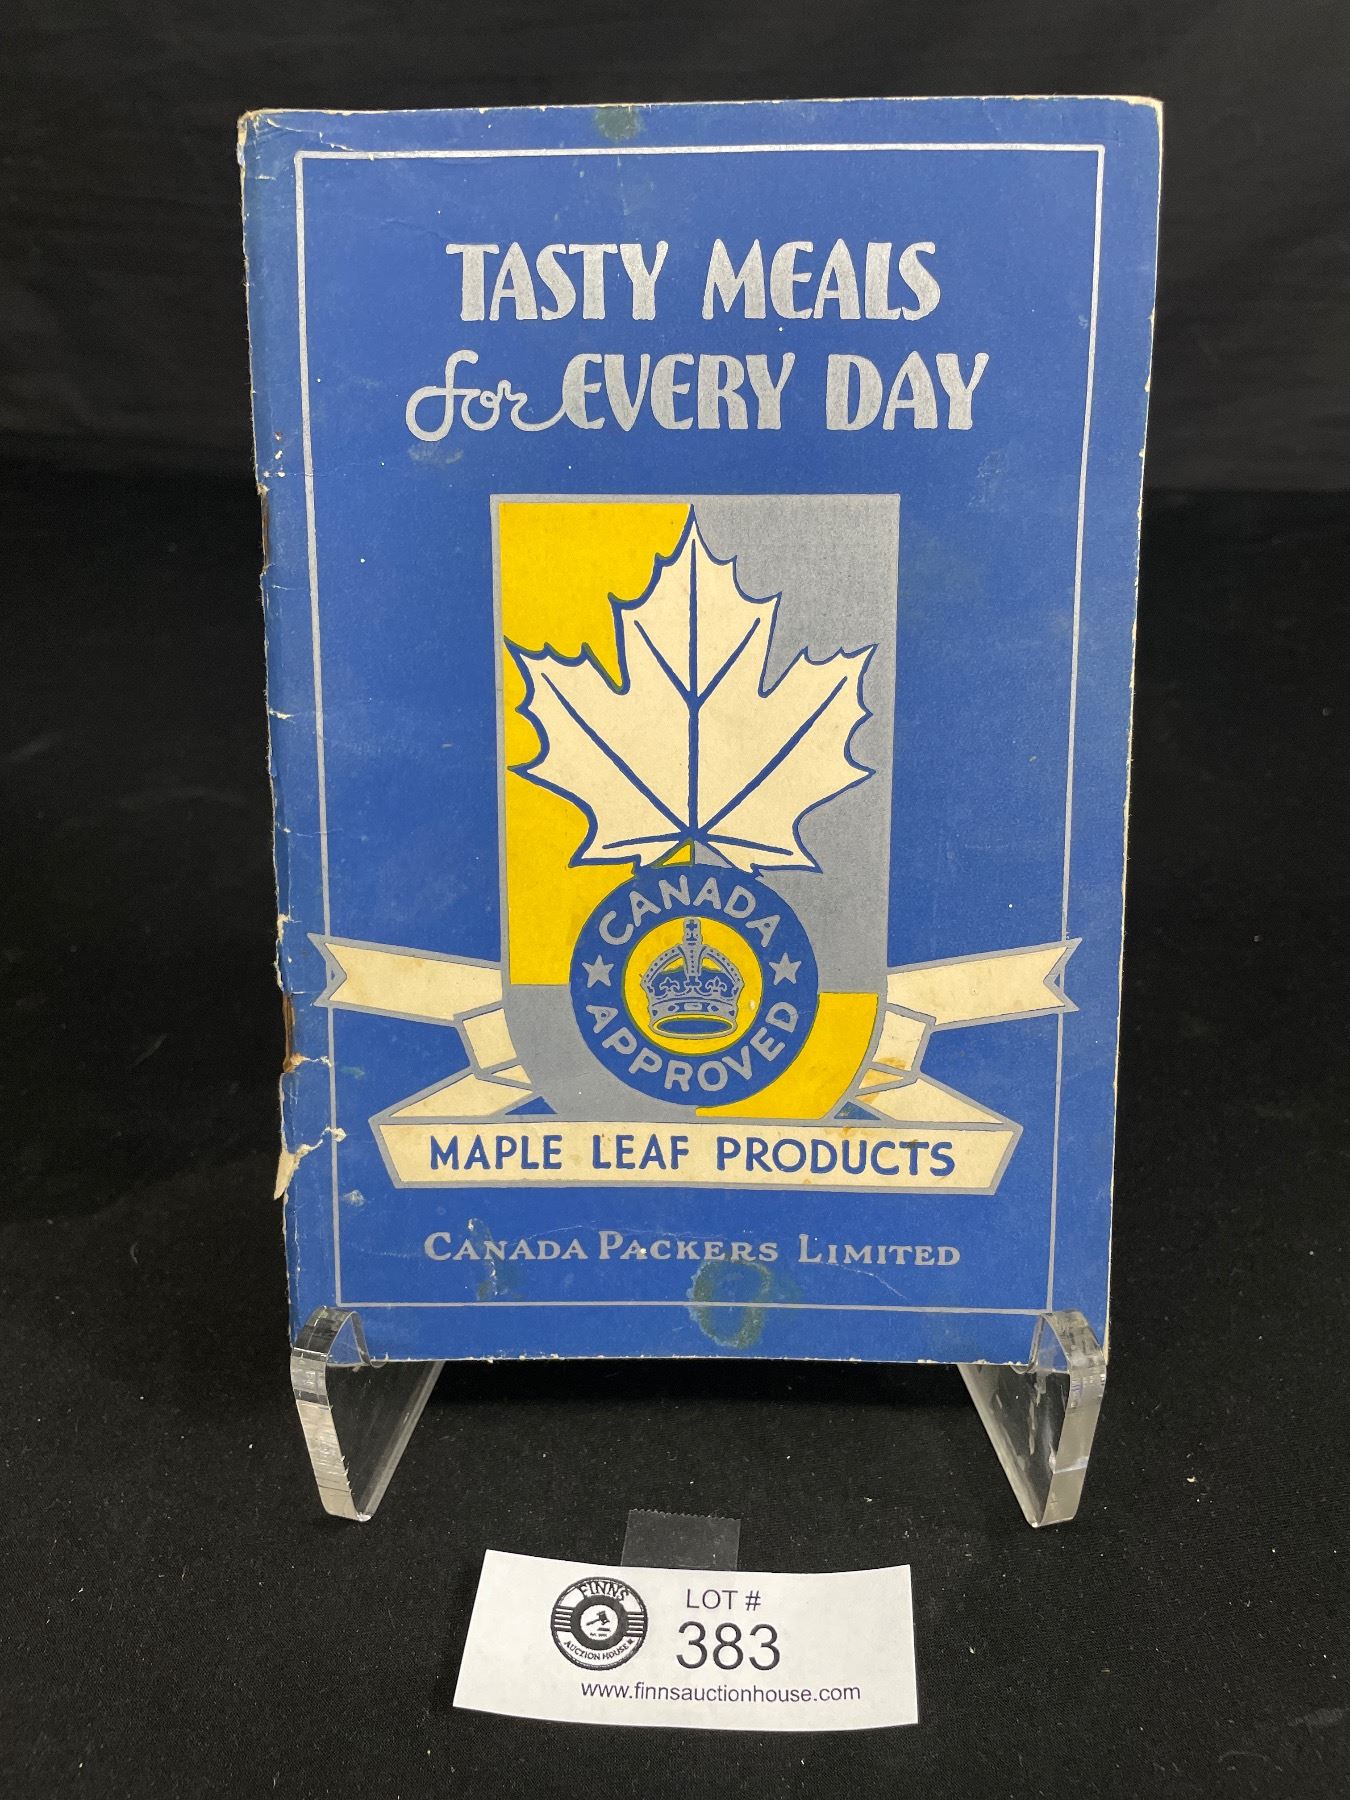 TASTY MEALS
for EVERY DAY
CANADA
APPROVED
MAPLE LEAF PRODUCTS
CANADA PACKERS LIMITED
FINNS
AUCTION HOUSE
LOT #
383
www.finnsauctionhouse.com